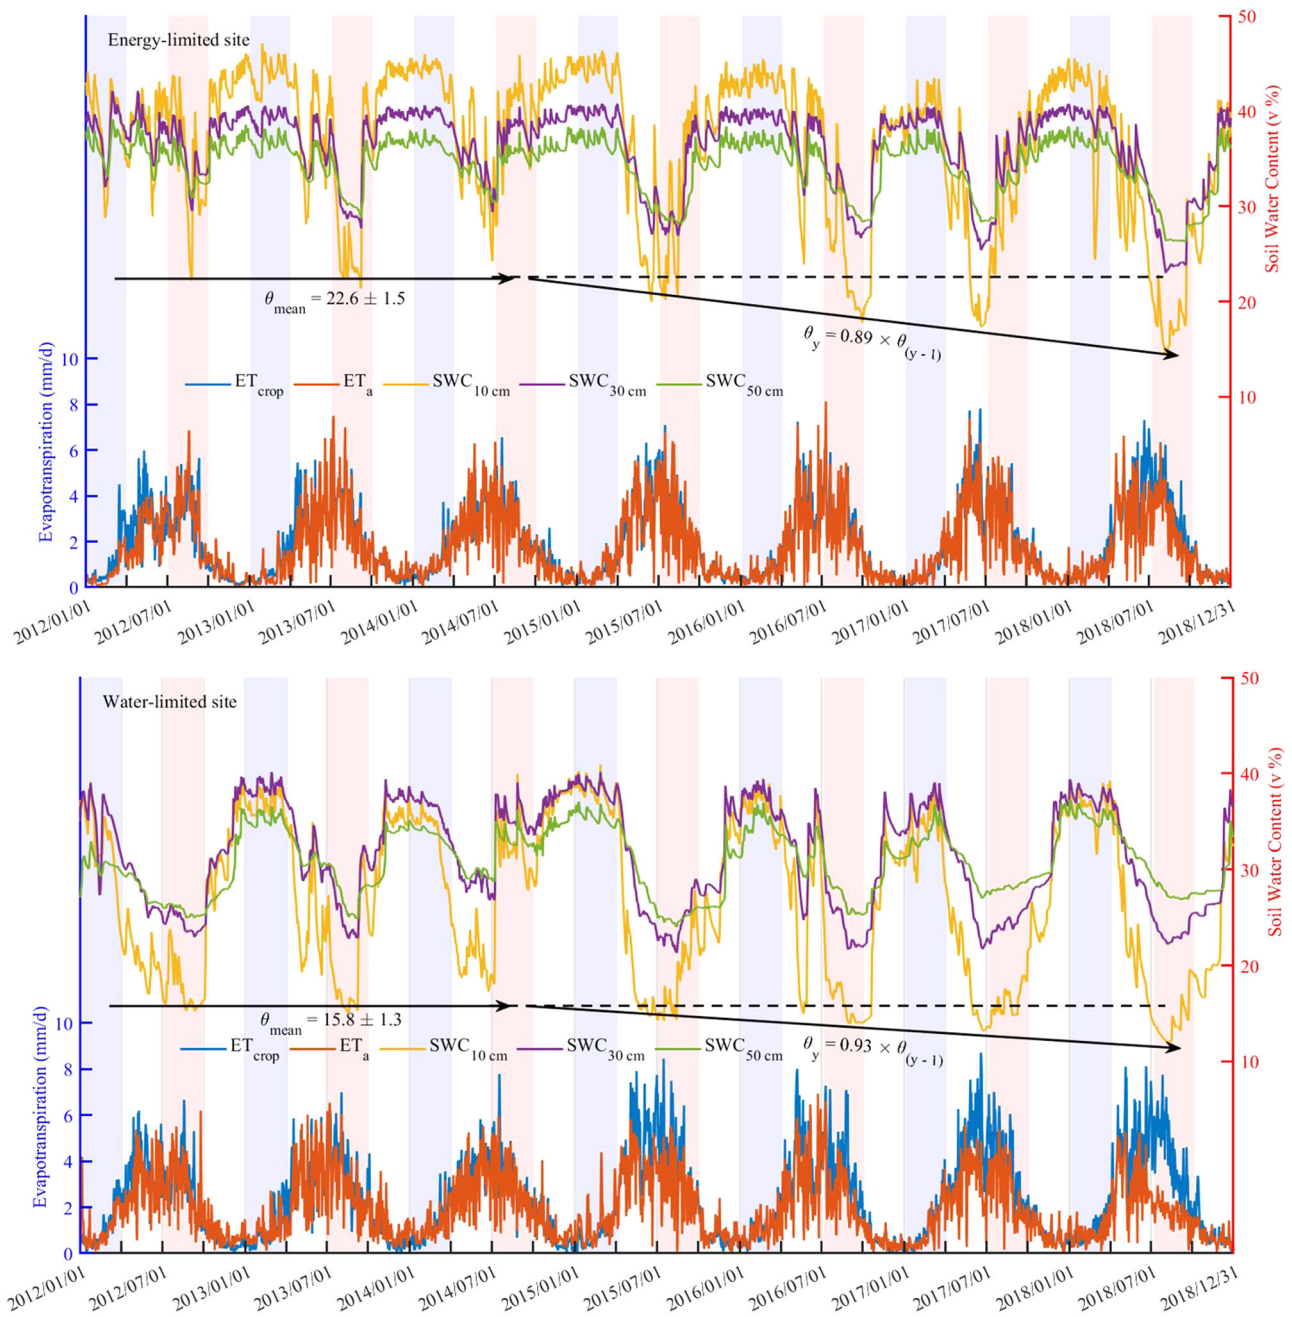 Energy-limited site
50
40
30
20
10
Soil Water Content (v %)
θmean = 22.6 ± 1.5
θy = 0.89 × θ(y - 1)
ETcrop ETa SWC10 cm SWC30 cm SWC50 cm
10
8
6
4
2
0
Evapotranspiration (mm/d)
2012/01/01 2012/07/01 2013/01/01 2013/07/01 2014/01/01 2014/07/01 2015/01/01 2015/07/01 2016/01/01 2016/07/01 2017/01/01 2017/07/01 2018/01/01 2018/07/01 2018/12/31
Water-limited site
50
40
30
20
10
Soil Water Content (v %)
θmean = 15.8 ± 1.3
θy = 0.93 × θ(y - 1)
ETcrop ETa SWC10 cm SWC30 cm SWC50 cm
10
8
6
4
2
0
Evapotranspiration (mm/d)
2012/01/01 2012/07/01 2013/01/01 2013/07/01 2014/01/01 2014/07/01 2015/01/01 2015/07/01 2016/01/01 2016/07/01 2017/01/01 2017/07/01 2018/01/01 2018/07/01 2018/12/31